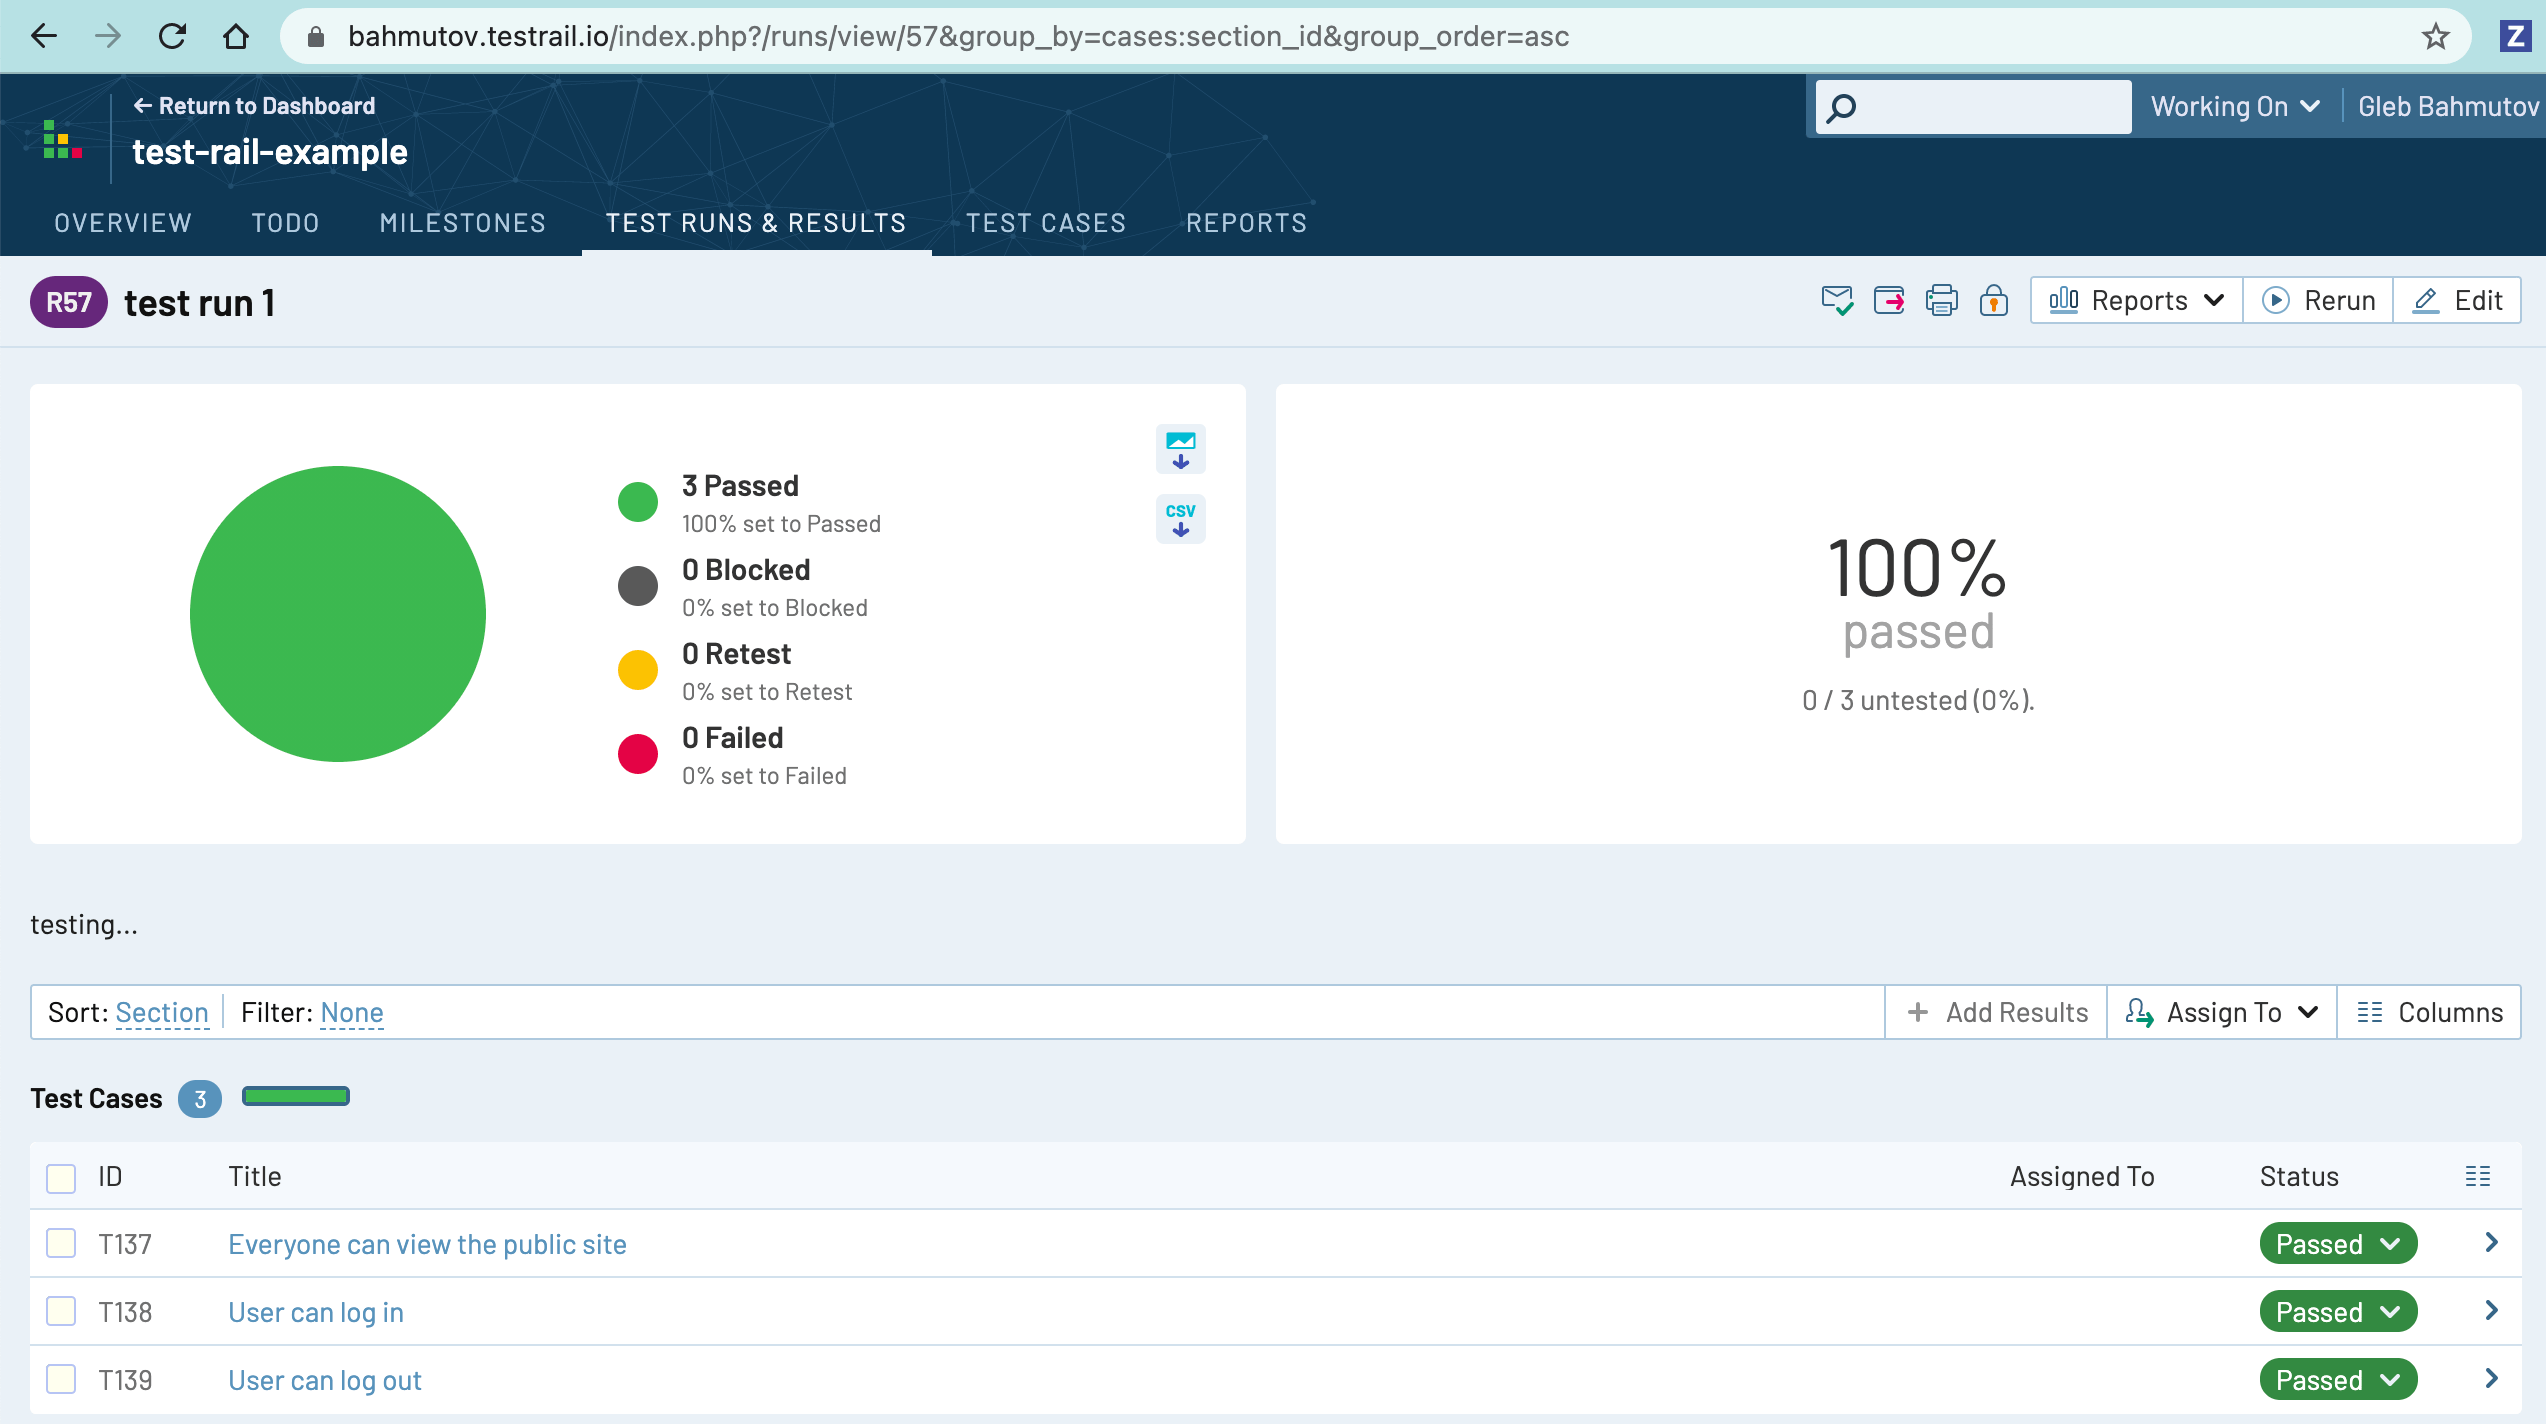 bahmutov.testrail.io/index.php?/runs/view/57&group_by=cases:section_id&group_order=asc
Z
← Return to Dashboard
test-rail-example
Working On
Gleb Bahmutov
OVERVIEW TODO MILESTONES TEST RUNS & RESULTS TEST CASES REPORTS
R57 test run 1
Reports Rerun Edit
3 Passed
100% set to Passed
0 Blocked
0% set to Blocked
0 Retest
0% set to Retest
0 Failed
0% set to Failed
CSV
100%
passed
0 / 3 untested (0%).
testing...
Sort: Section Filter: None
+ Add Results Assign To Columns
Test Cases 3
ID Title Assigned To Status
T137 Everyone can view the public site Passed
T138 User can log in Passed
T139 User can log out Passed